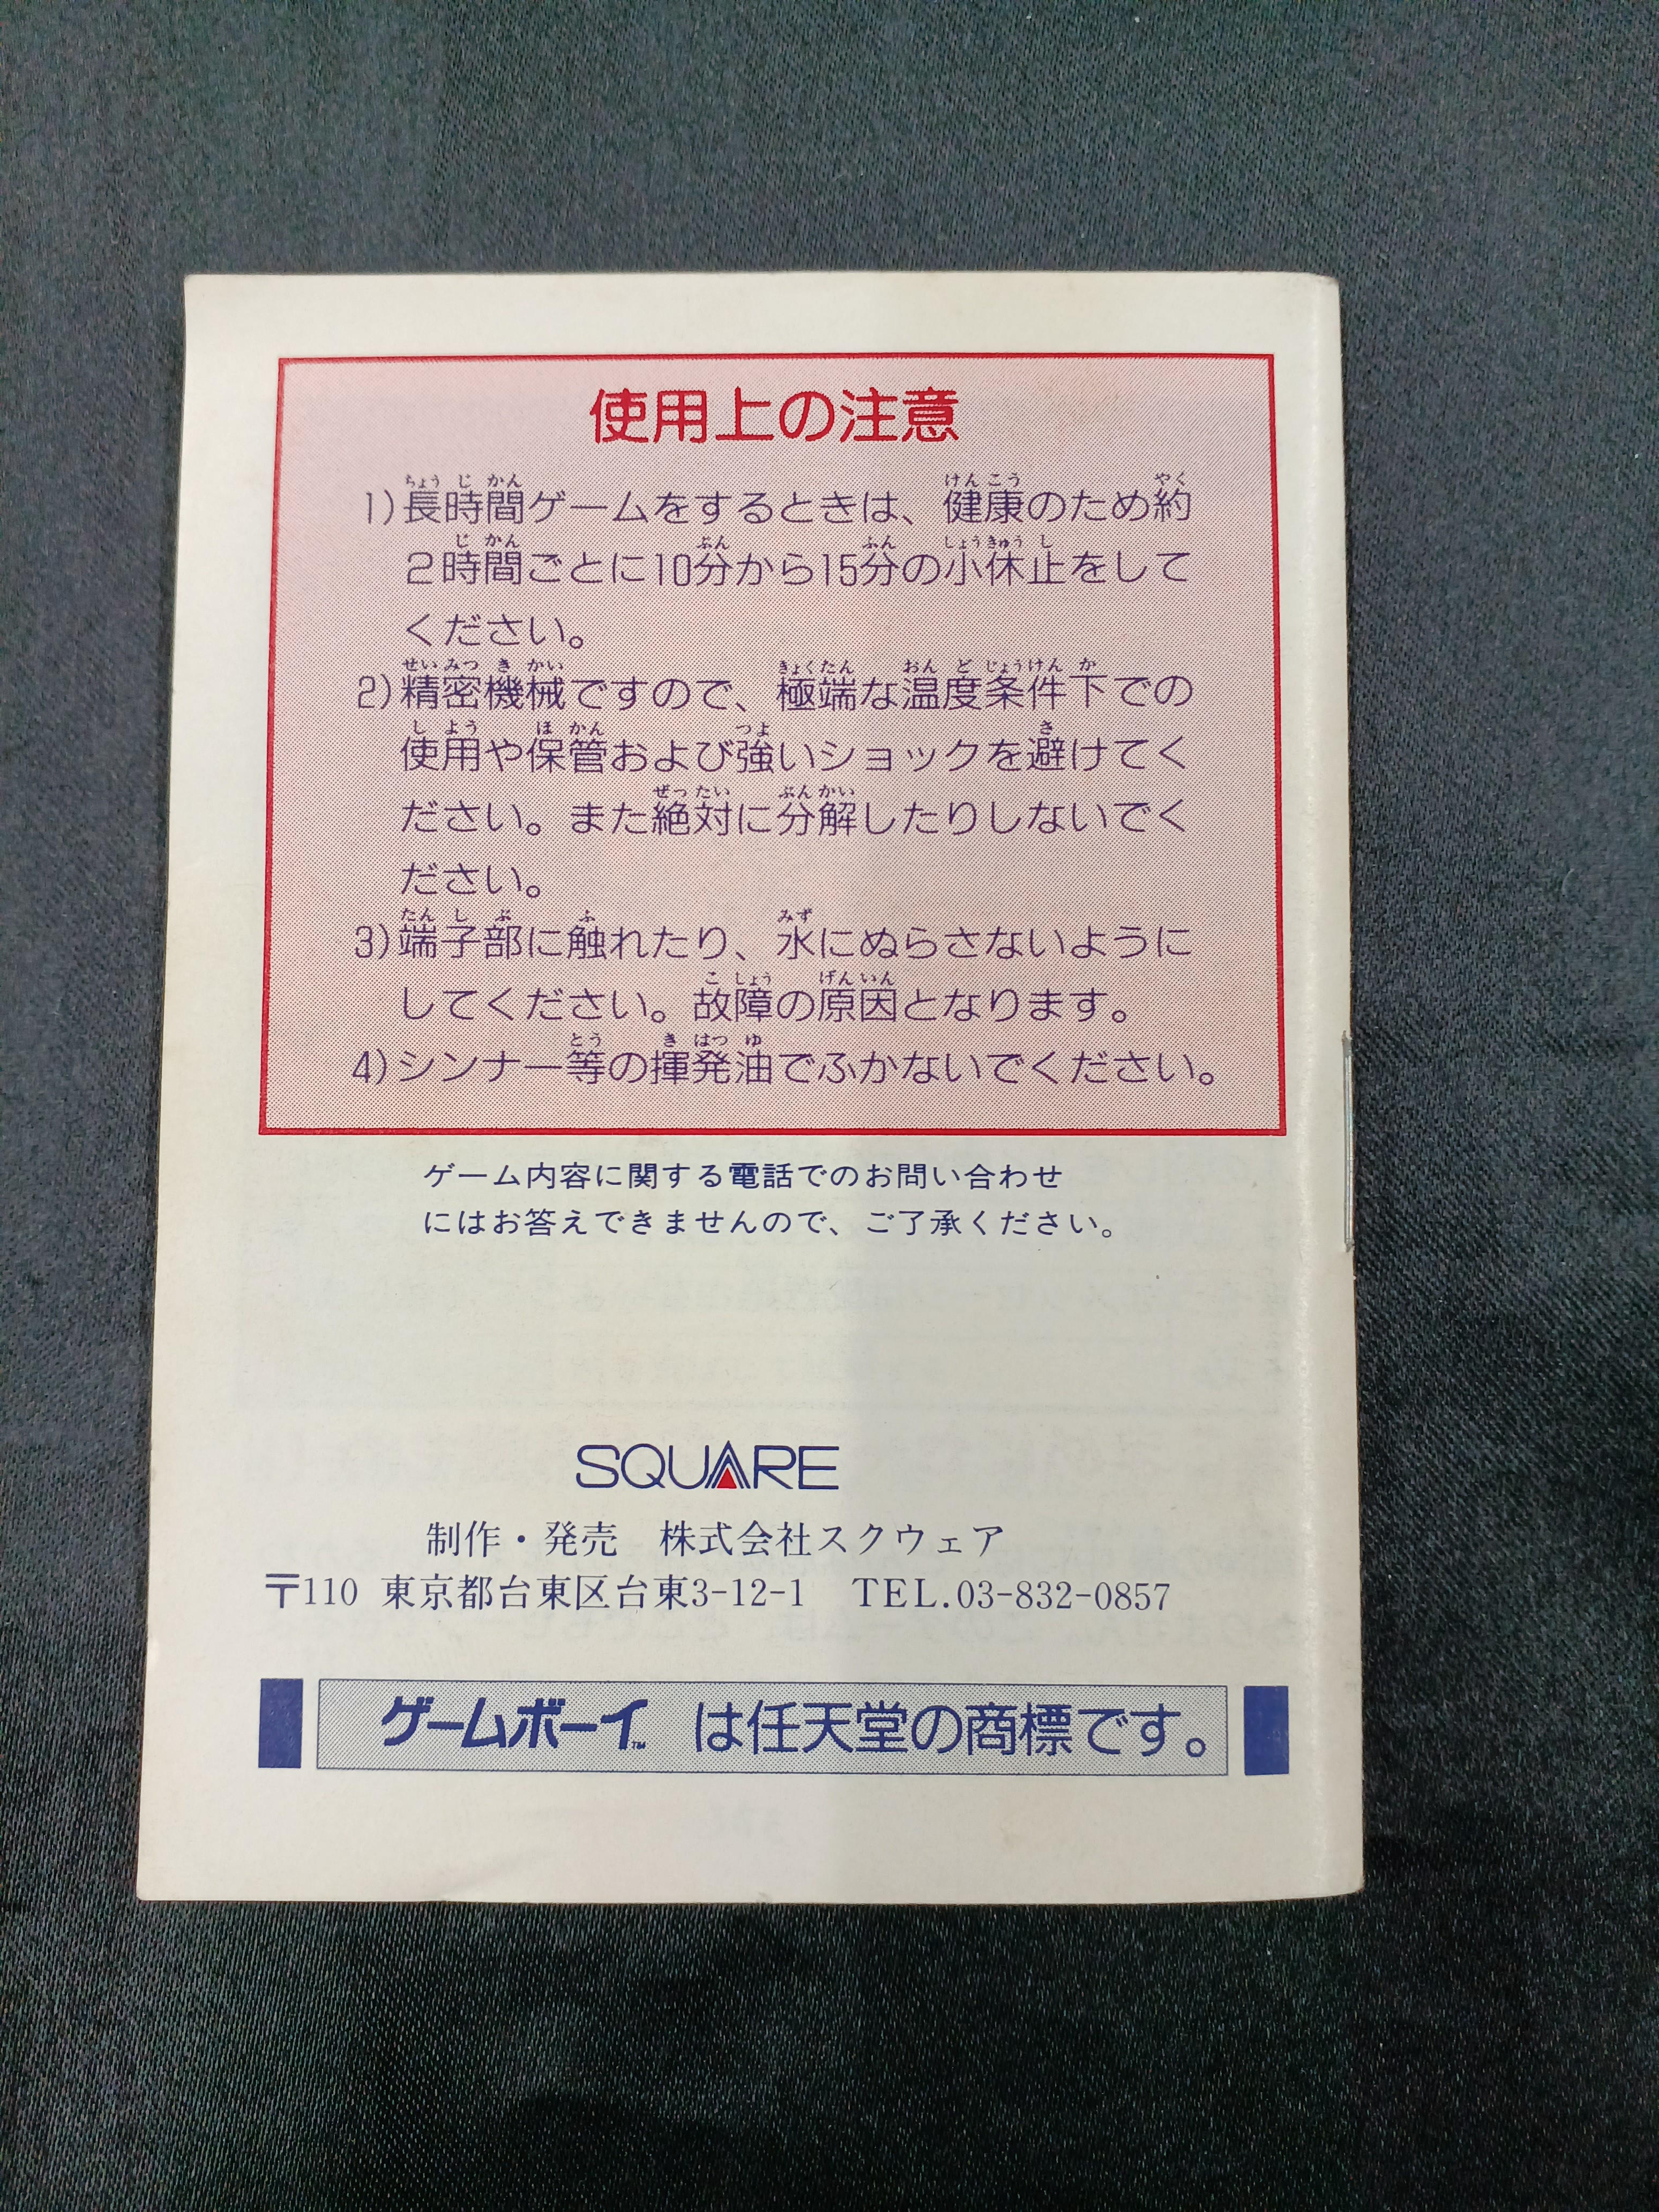 使用上の注意
1)長時間ゲームをするときは、健康のため約
2時間ごとに10分から15分の小休止をして
ください。
2)精密機械ですので、極端な温度条件下での
使用や保管および強いショックを避けてく
ださい。また絶対に分解したりしないでく
ださい。
3)端子部に触れたり、水にぬらさないように
してください。故障の原因となります。
4)シンナー等の揮発油でふかないでください。
ゲーム内容に関する電話でのお問い合わせ
にはお答えできませんので、ご了承ください。
SQUARE
制作・発売 株式会社スクウェア
〒110 東京都台東区台東3-12-1 TEL.03-832-0857
ゲームボーイ™ は任天堂の商標です。